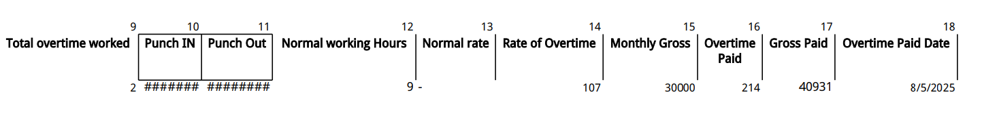 9 10 11 12 13 14 15 16 17 18
Total overtime worked Punch IN Punch Out Normal working Hours Normal rate Rate of Overtime Monthly Gross Overtime Gross Paid Overtime Paid Date
Paid
2 ####### ######## 9 - 107 30000 214 40931 8/5/2025